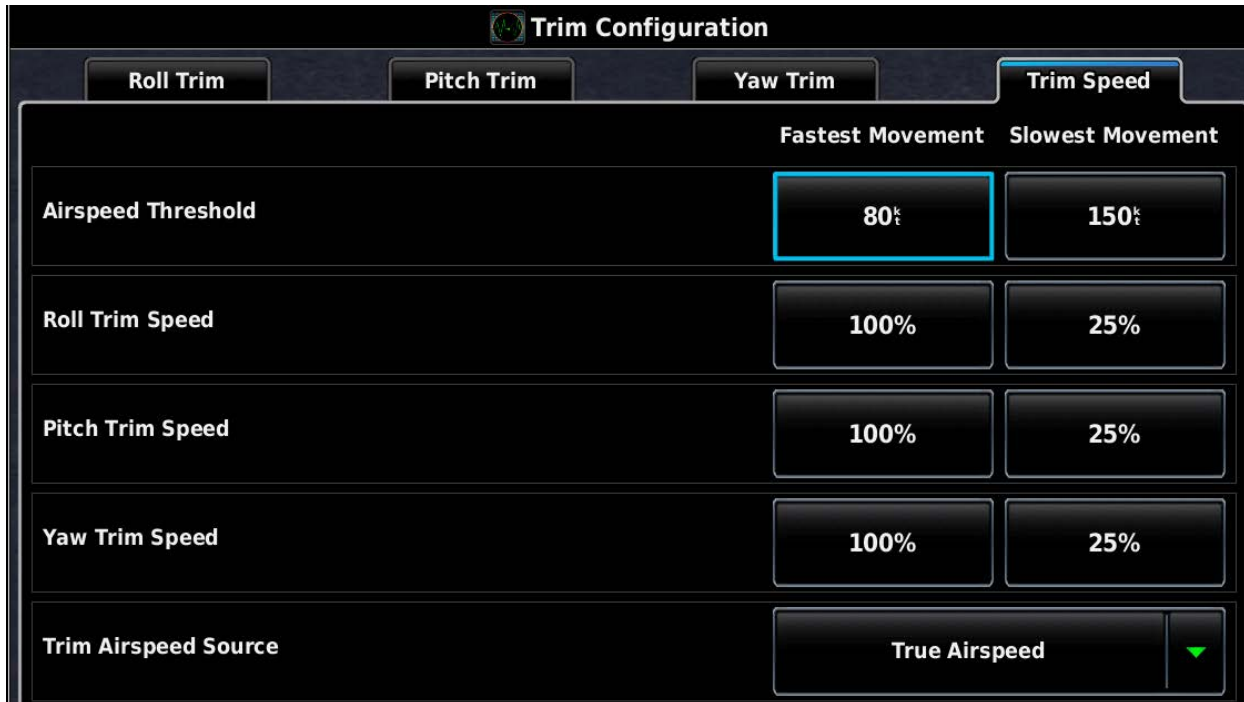 Trim Configuration
Roll Trim Pitch Trim Yaw Trim Trim Speed
Fastest Movement Slowest Movement
Airspeed Threshold 80kt 150kt
Roll Trim Speed 100% 25%
Pitch Trim Speed 100% 25%
Yaw Trim Speed 100% 25%
Trim Airspeed Source True Airspeed